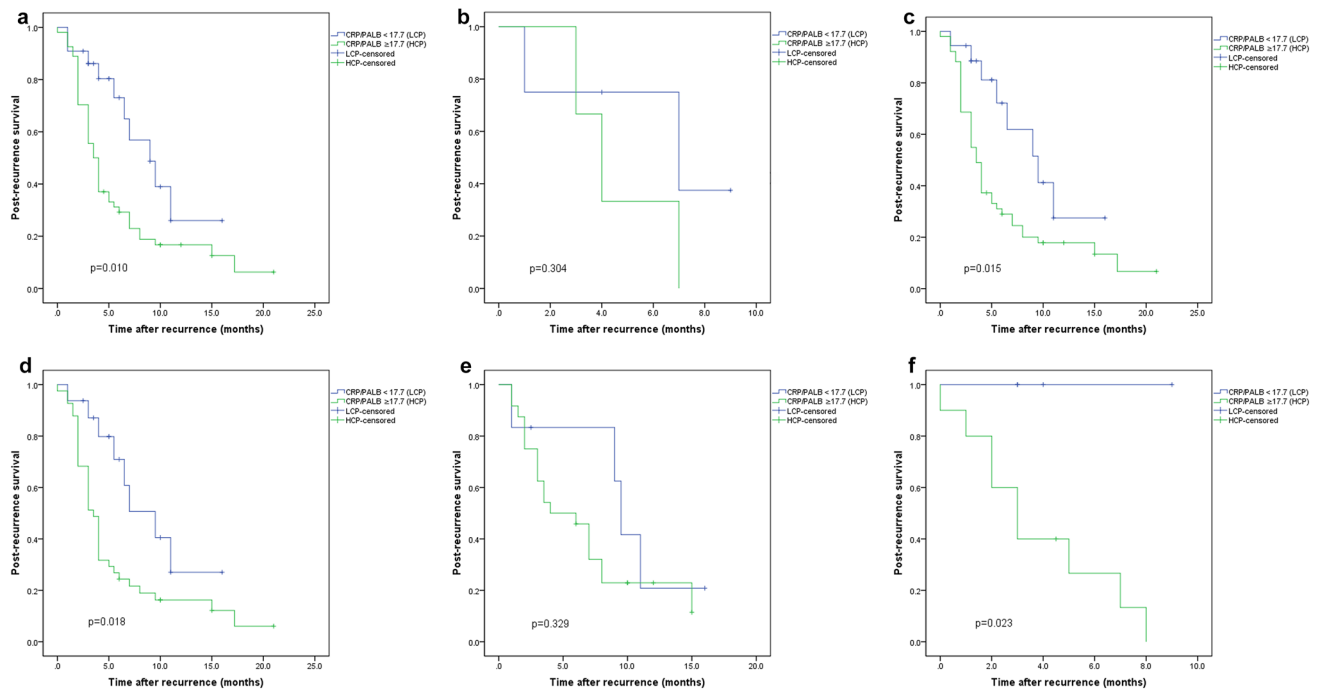 a
Post-recurrence survival
1.0
0.8
0.6
0.4
0.2
0.0
p=0.010
.0 5.0 10.0 15.0 20.0 25.0
Time after recurrence (months)
CRP/PALB < 17.7 (LCP)
CRP/PALB ≥17.7 (HCP)
LCP-censored
HCP-censored
b
Post-recurrence survival
1.0
0.8
0.6
0.4
0.2
0.0
p=0.304
.0 2.0 4.0 6.0 8.0 10.0
Time after recurrence (months)
CRP/PALB < 17.7 (LCP)
CRP/PALB ≥17.7 (HCP)
LCP-censored
HCP-censored
c
Post-recurrence survival
1.0
0.8
0.6
0.4
0.2
0.0
p=0.015
.0 5.0 10.0 15.0 20.0 25.0
Time after recurrence (months)
CRP/PALB < 17.7 (LCP)
CRP/PALB ≥17.7 (HCP)
LCP-censored
HCP-censored
d
Post-recurrence survival
1.0
0.8
0.6
0.4
0.2
0.0
p=0.018
.0 5.0 10.0 15.0 20.0 25.0
Time after recurrence (months)
CRP/PALB < 17.7 (LCP)
CRP/PALB ≥17.7 (HCP)
LCP-censored
HCP-censored
e
Post-recurrence survival
1.0
0.8
0.6
0.4
0.2
0.0
p=0.329
.0 5.0 10.0 15.0 20.0
Time after recurrence (months)
CRP/PALB < 17.7 (LCP)
CRP/PALB ≥17.7 (HCP)
LCP-censored
HCP-censored
f
Post-recurrence survival
1.0
0.8
0.6
0.4
0.2
0.0
p=0.023
.0 2.0 4.0 6.0 8.0 10.0
Time after recurrence (months)
CRP/PALB < 17.7 (LCP)
CRP/PALB ≥17.7 (HCP)
LCP-censored
HCP-censored